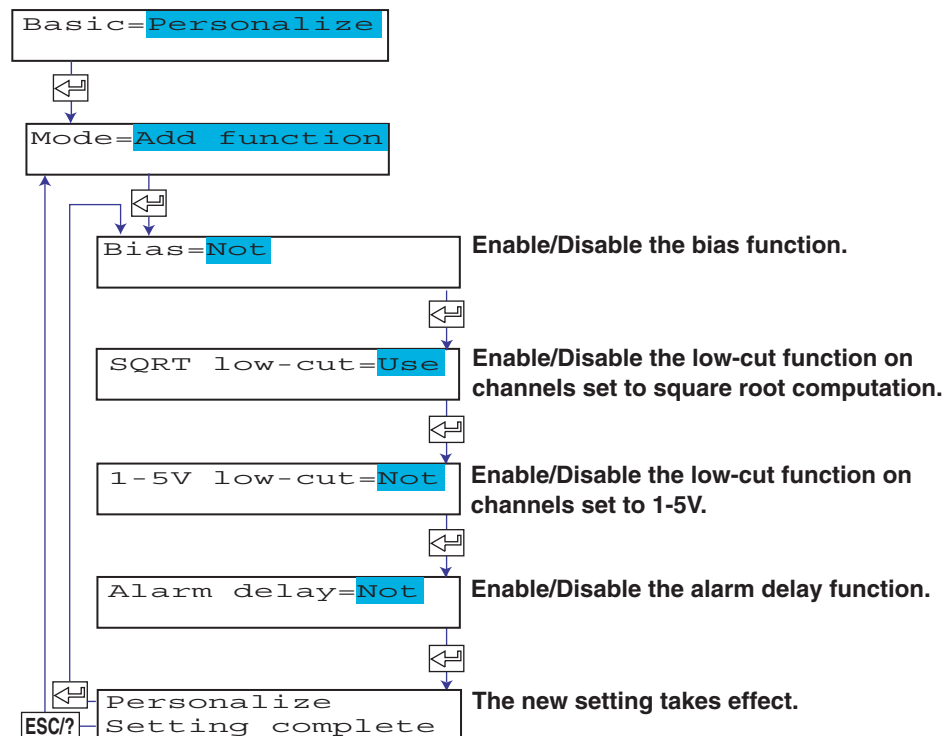 Basic=Personalize
Mode=Add function
Bias=Not
Enable/Disable the bias function.
SQRT low-cut=Use
Enable/Disable the low-cut function on
channels set to square root computation.
1-5V low-cut=Not
Enable/Disable the low-cut function on
channels set to 1-5V.
Alarm delay=Not
Enable/Disable the alarm delay function.
Personalize
Setting complete
The new setting takes effect.
ESC/?